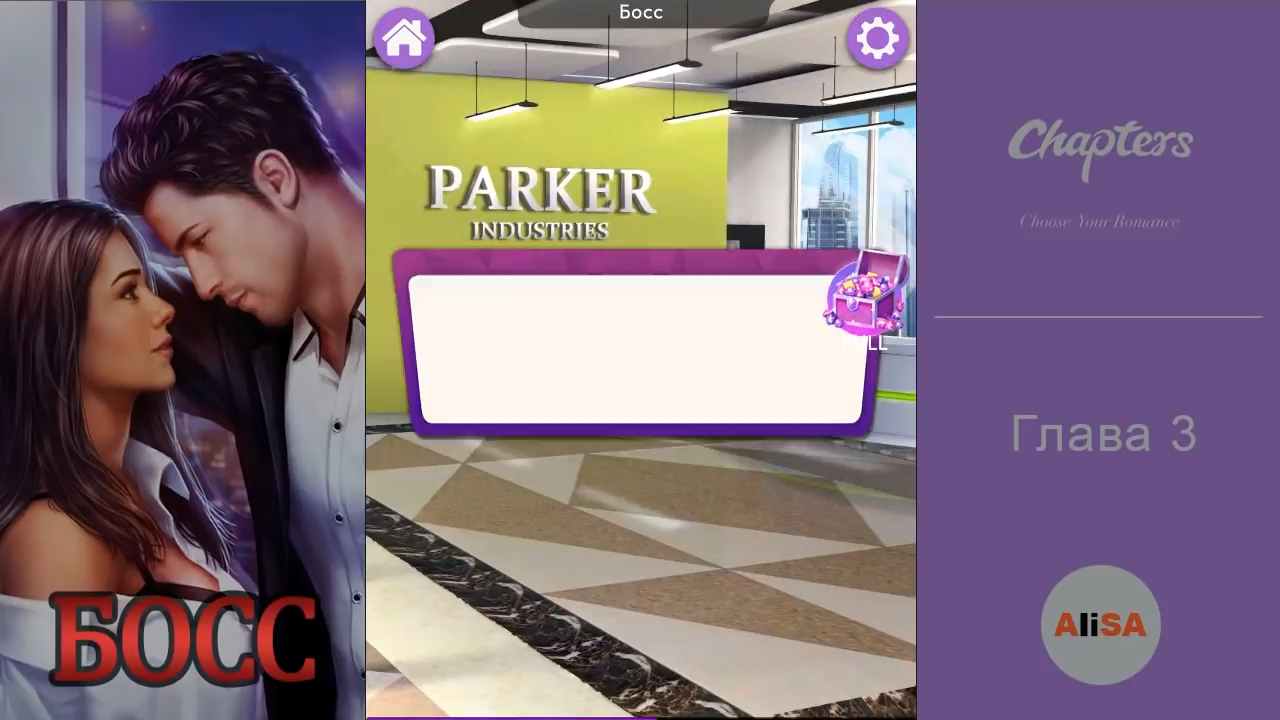 Босс
PARKER
INDUSTRIES
БОСС
Chapters
Choose Your Romance
Глава 3
AliSA